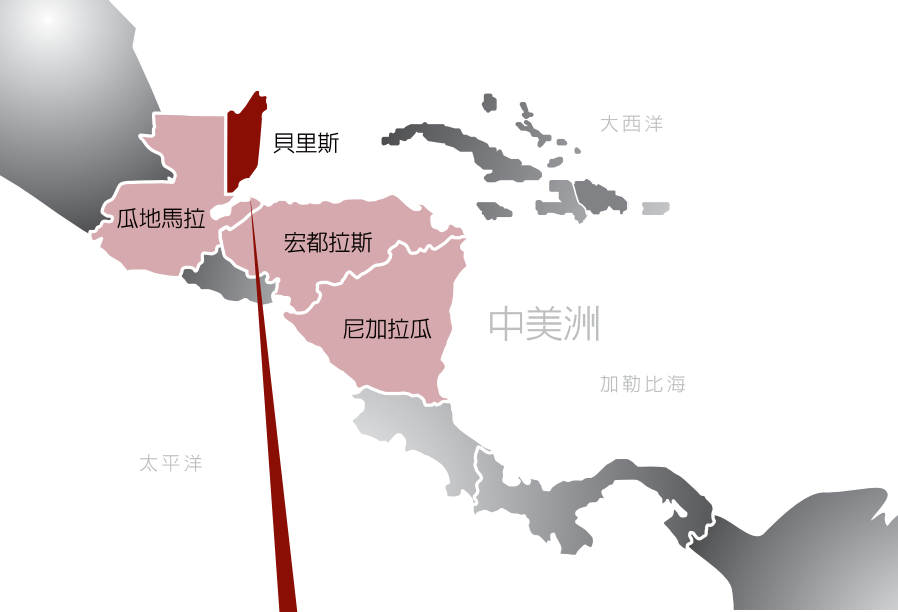 大西洋
貝里斯
瓜地馬拉
宏都拉斯
尼加拉瓜
中美洲
加勒比海
太平洋